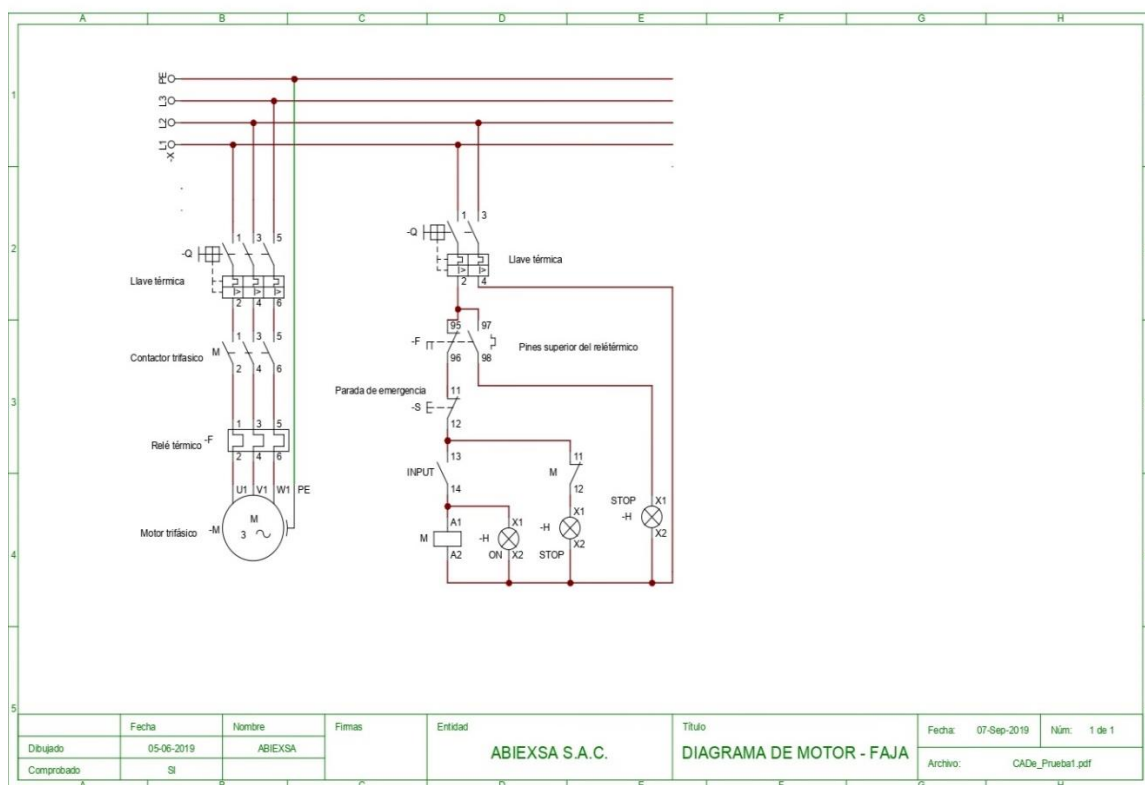 A B C D E F G H
1
2
3
4
5
PE
L3
L2
L1
-X
1 3 5
-Q
Llave térmica
2 4 6
1 3 5
Contactor trifasico M
2 4 6
1 3 5
Relé térmico -F
2 4 6
U1 V1 W1 PE
Motor trifásico -M
M
3
1 3
-Q
Llave térmica
2 4
95 97
-F
Pines superior del relétérmico
96 98
Parada de emergencia
11
-S
12
13
INPUT
14
11
M
12
A1
M
A2
X1
-H
ON X2
X1
-H
STOP X2
STOP X1
-H
X2
Fecha Nombre Firmas Entidad Título
Dibujado 05-06-2019 ABIEXSA
Comprobado SI
ABIEXSA S.A.C.
DIAGRAMA DE MOTOR - FAJA
Fecha: 07-Sep-2019 Núm: 1 de 1
Archivo: CADe_Prueba1.pdf
A B C D E F G H